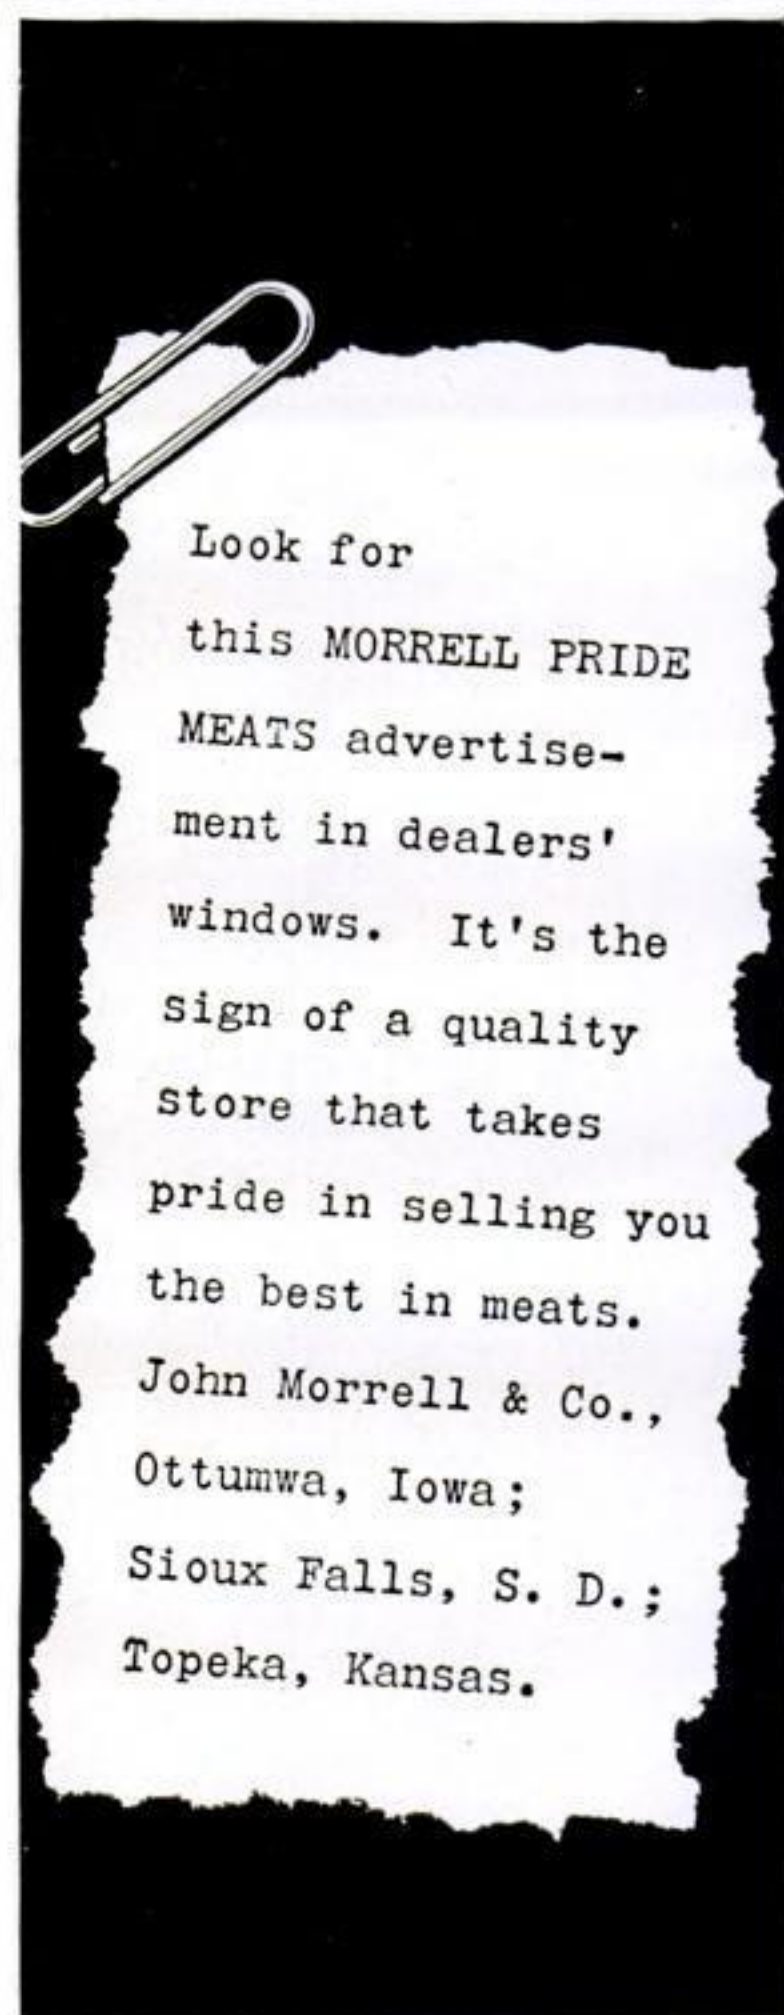 Look for
this MORRELL PRIDE
MEATS advertise-
ment in dealers'
windows.  It's the
sign of a quality
store that takes
pride in selling you
the best in meats.
John Morrell & Co.,
Ottumwa, Iowa;
Sioux Falls, S. D.;
Topeka, Kansas.